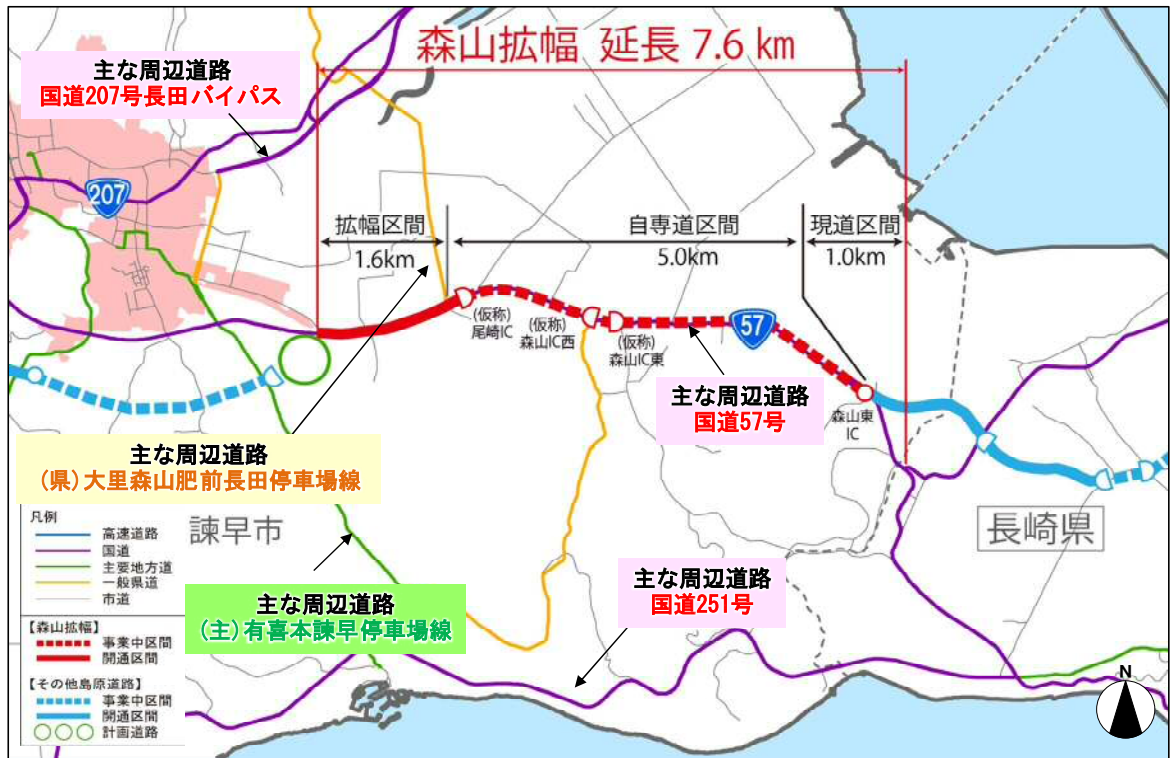 森山拡幅 延長 7.6 km
主な周辺道路
国道207号長田バイパス
207
拡幅区間
1.6km
自専道区間
5.0km
現道区間
1.0km
(仮称)
尾崎IC
(仮称)
森山IC西
(仮称)
森山IC東
57
主な周辺道路
国道57号
森山東
IC
主な周辺道路
(県)大里森山肥前長田停車場線
諫早市
長崎県
主な周辺道路
(主)有喜本諫早停車場線
主な周辺道路
国道251号
凡例
高速道路
国道
主要地方道
一般県道
市道
【森山拡幅】
事業中区間
開通区間
【その他島原道路】
事業中区間
開通区間
計画道路
N